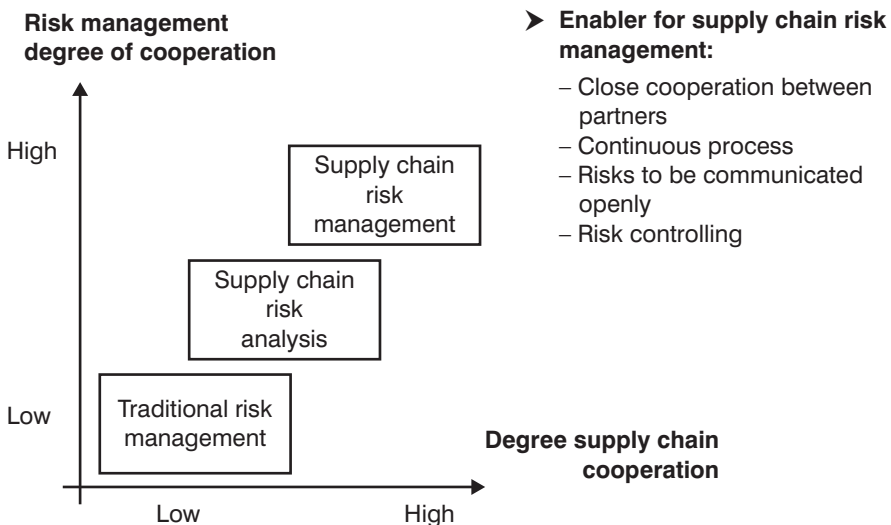 Risk management
degree of cooperation
High
Low
Supply chain
risk
management
Supply chain
risk
analysis
Traditional risk
management
Degree supply chain
cooperation
Low
High
➤ Enabler for supply chain risk
management:
– Close cooperation between
partners
– Continuous process
– Risks to be communicated
openly
– Risk controlling